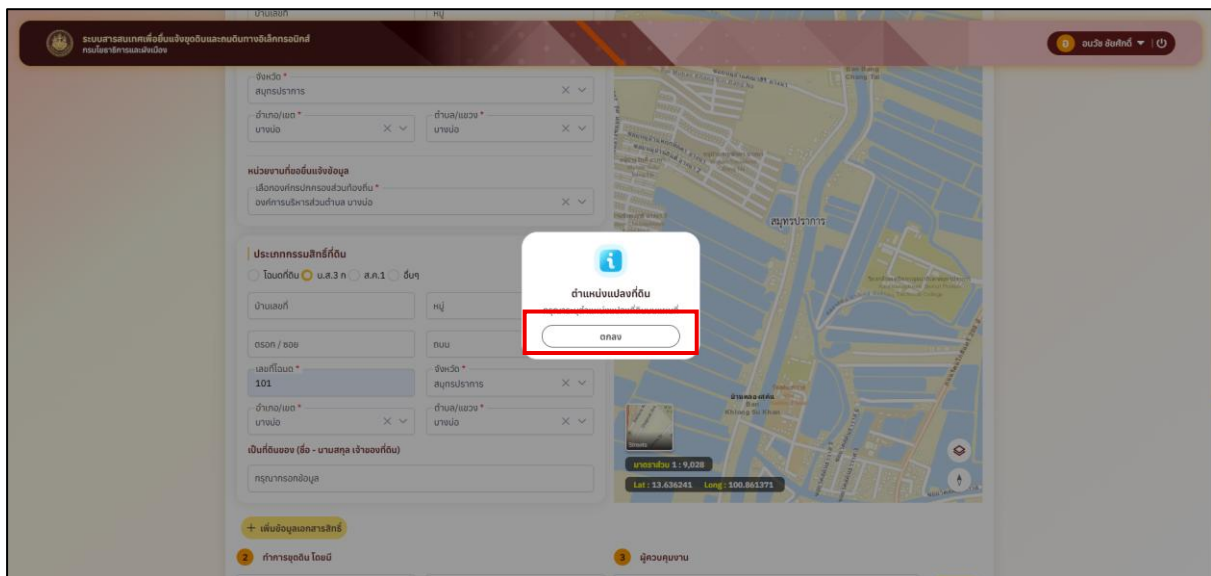 บ้านเลขที่
หมู่
ระบบสารสนเทศเพื่อยื่นแจ้งขุดดินและถมดินทางอิเล็กทรอนิกส์
กรมโยธาธิการและผังเมือง
อ
อนวัช ชัยศักดิ์
จังหวัด *
สมุทรปราการ
อำเภอ/เขต *
ตำบล/แขวง *
บางบ่อ
บางบ่อ
หน่วยงานที่ขอยื่นแจ้งข้อมูล
เลือกองค์กรปกครองส่วนท้องถิ่น *
องค์การบริหารส่วนตำบล บางบ่อ
ประเภทกรรมสิทธิ์ที่ดิน
โฉนดที่ดิน
น.ส.3 ก
ส.ค.1
อื่นๆ
บ้านเลขที่
หมู่
ตรอก / ซอย
ถนน
เลขที่โฉนด *
101
จังหวัด *
สมุทรปราการ
อำเภอ/เขต *
บางบ่อ
ตำบล/แขวง *
บางบ่อ
เป็นที่ดินของ (ชื่อ - นามสกุล เจ้าของที่ดิน)
กรุณากรอกข้อมูล
+ เพิ่มข้อมูลเอกสารสิทธิ์
2 ทำการขุดดิน โดยมี
3 ผู้ควบคุมงาน
ตำแหน่งแปลงที่ดิน
ตกลง
สมุทรปราการ
Khlong Su Khan
มาตราส่วน 1 : 9,028
Lat : 13.636241 Long : 100.861371